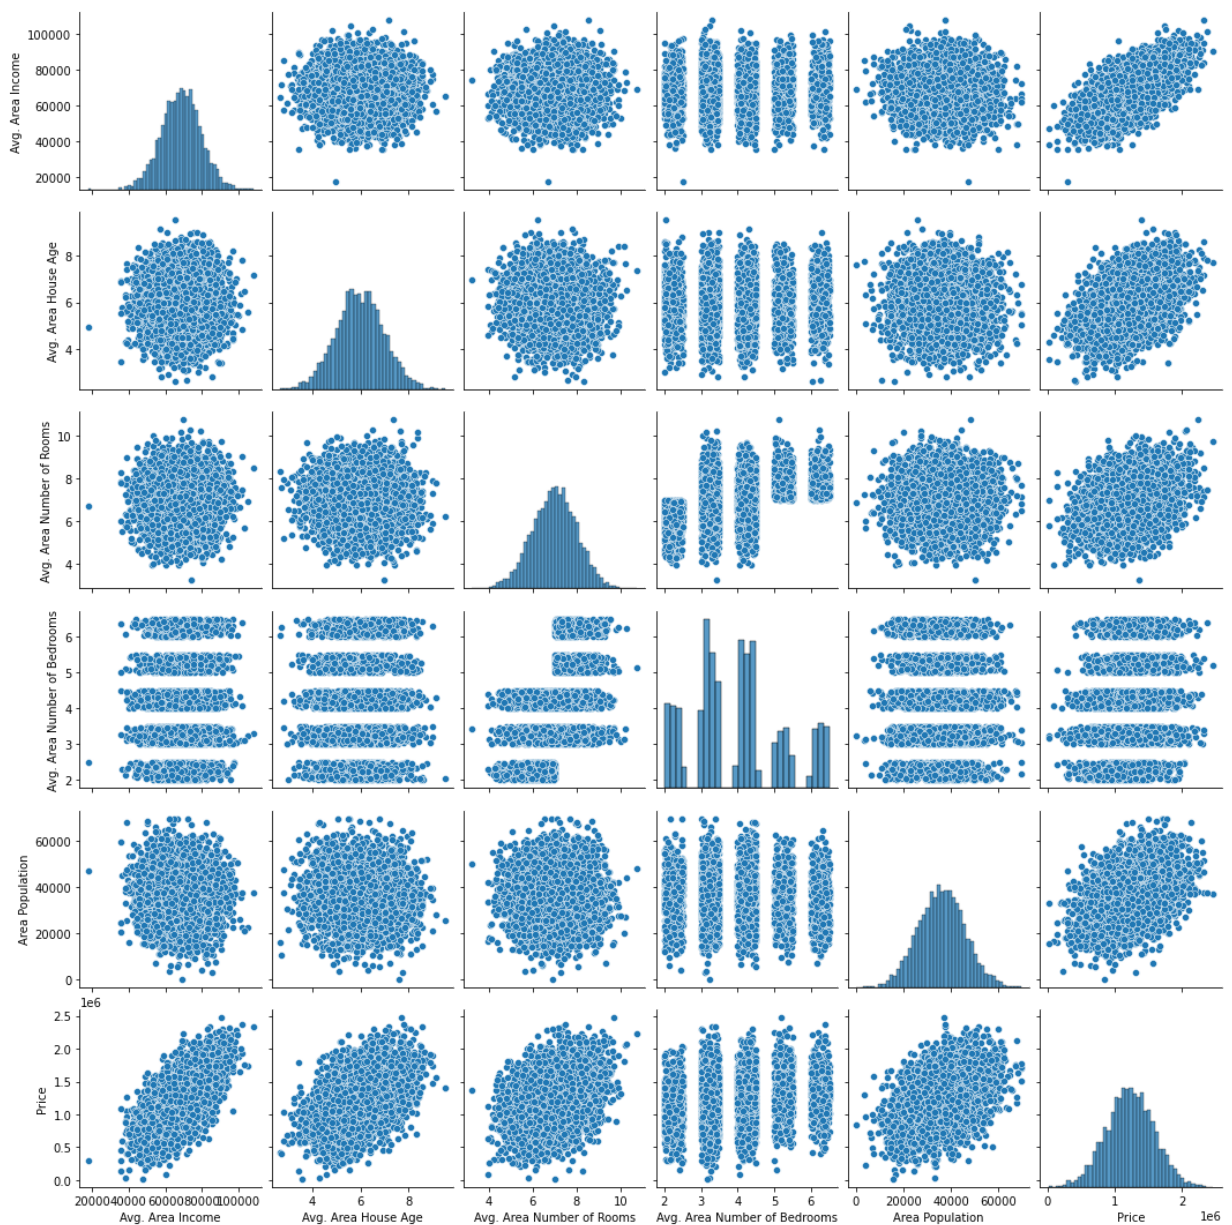 100000
80000
60000
40000
20000
Avg. Area Income
8
6
4
Avg. Area House Age
10
8
6
4
Avg. Area Number of Rooms
6
5
4
3
2
Avg. Area Number of Bedrooms
60000
40000
20000
0
Area Population
1e6
2.5
2.0
1.5
1.0
0.5
0.0
Price
20000 40000 60000 80000 100000
Avg. Area Income
4 6 8
Avg. Area House Age
4 6 8 10
Avg. Area Number of Rooms
2 3 4 5 6
Avg. Area Number of Bedrooms
0 20000 40000 60000
Area Population
0 1 2
1e6
Price